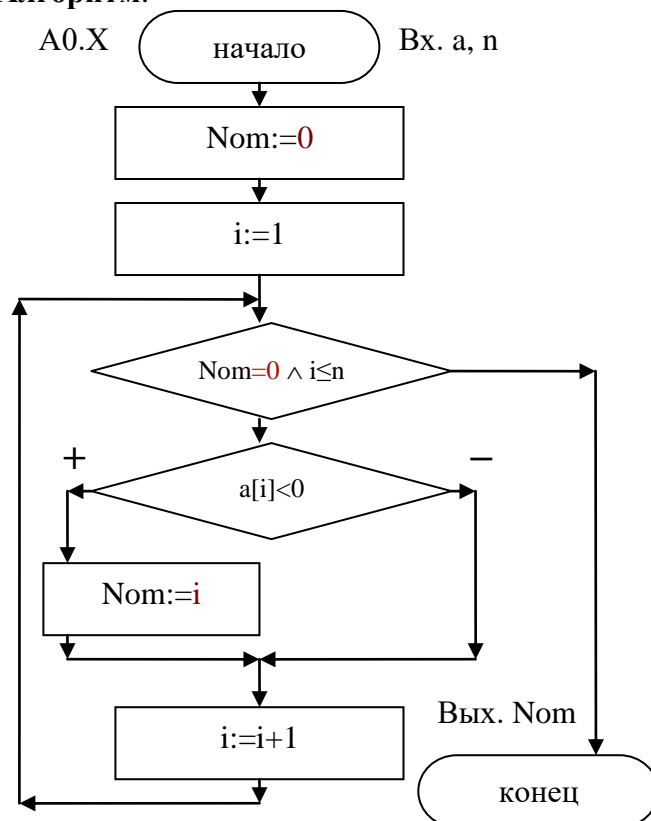 Алгоритм:
A0.X начало Вх. a, n
Nom:=0
i:=1
Nom=0 ∧ i≤n
+ −
a[i]<0
Nom:=i
Вых. Nom
i:=i+1
конец